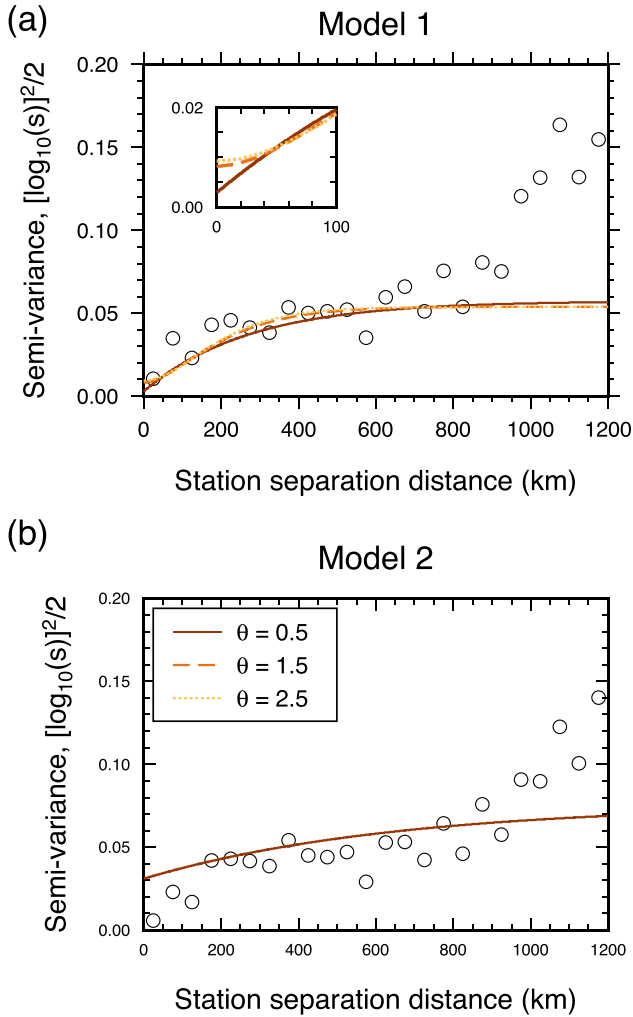 (a)
Model 1
Semi-variance, [log₁₀(s)]²/2
0.20
0.15
0.10
0.05
0.00
0.02
0.00
0 100
0 200 400 600 800 1000 1200
Station separation distance (km)
(b)
Model 2
Semi-variance, [log₁₀(s)]²/2
0.20
0.15
0.10
0.05
0.00
θ = 0.5
θ = 1.5
θ = 2.5
0 200 400 600 800 1000 1200
Station separation distance (km)